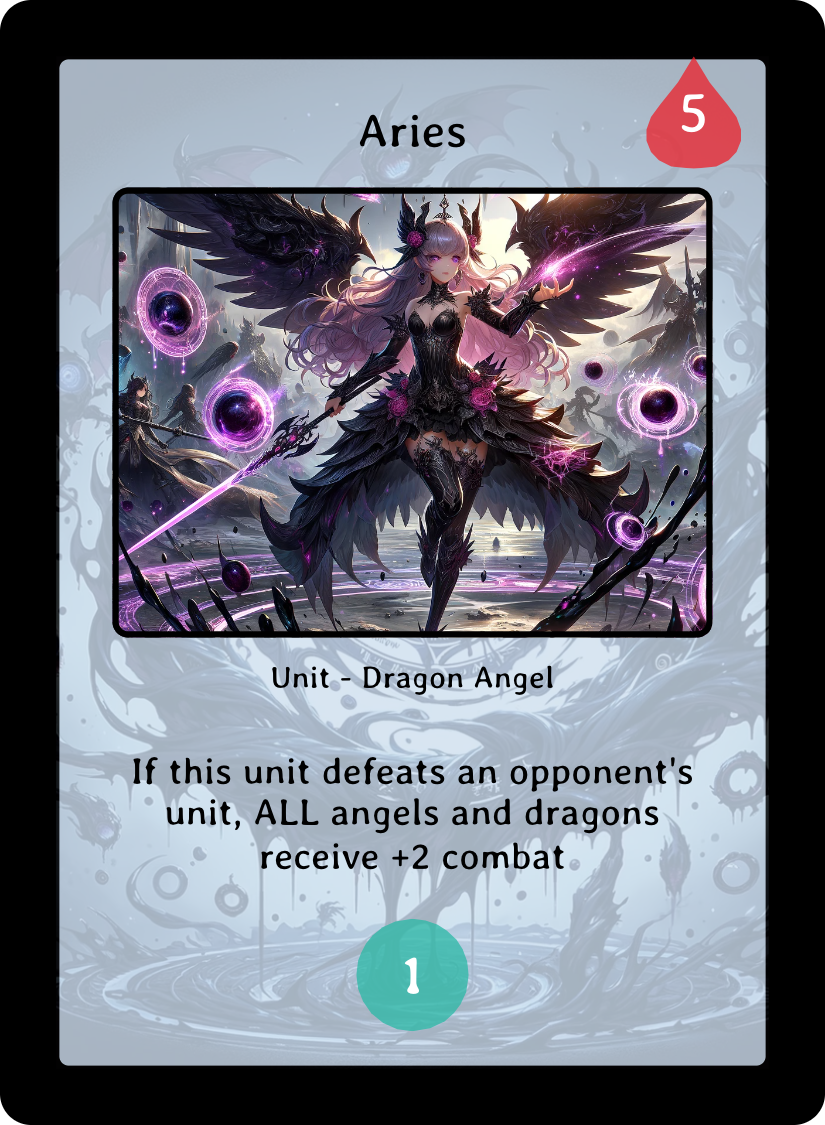 5
Aries
Unit - Dragon Angel
If this unit defeats an opponent's
unit, ALL angels and dragons
receive +2 combat
1